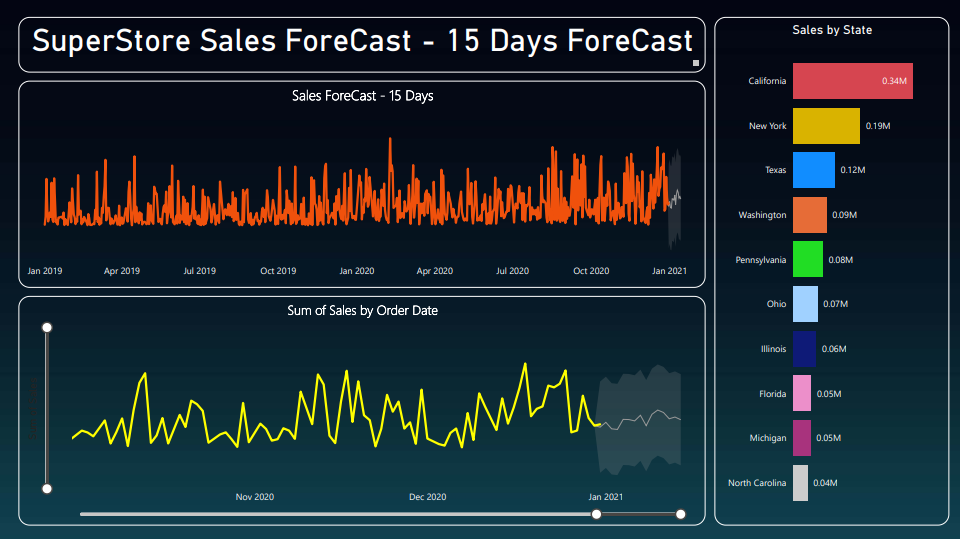 SuperStore Sales ForeCast - 15 Days ForeCast
Sales ForeCast - 15 Days
Jan 2019 Apr 2019 Jul 2019 Oct 2019 Jan 2020 Apr 2020 Jul 2020 Oct 2020 Jan 2021
Sum of Sales by Order Date
Nov 2020 Dec 2020 Jan 2021
Sales by State
California 0.34M
New York 0.19M
Texas 0.12M
Washington 0.09M
Pennsylvania 0.08M
Ohio 0.07M
Illinois 0.06M
Florida 0.05M
Michigan 0.05M
North Carolina 0.04M